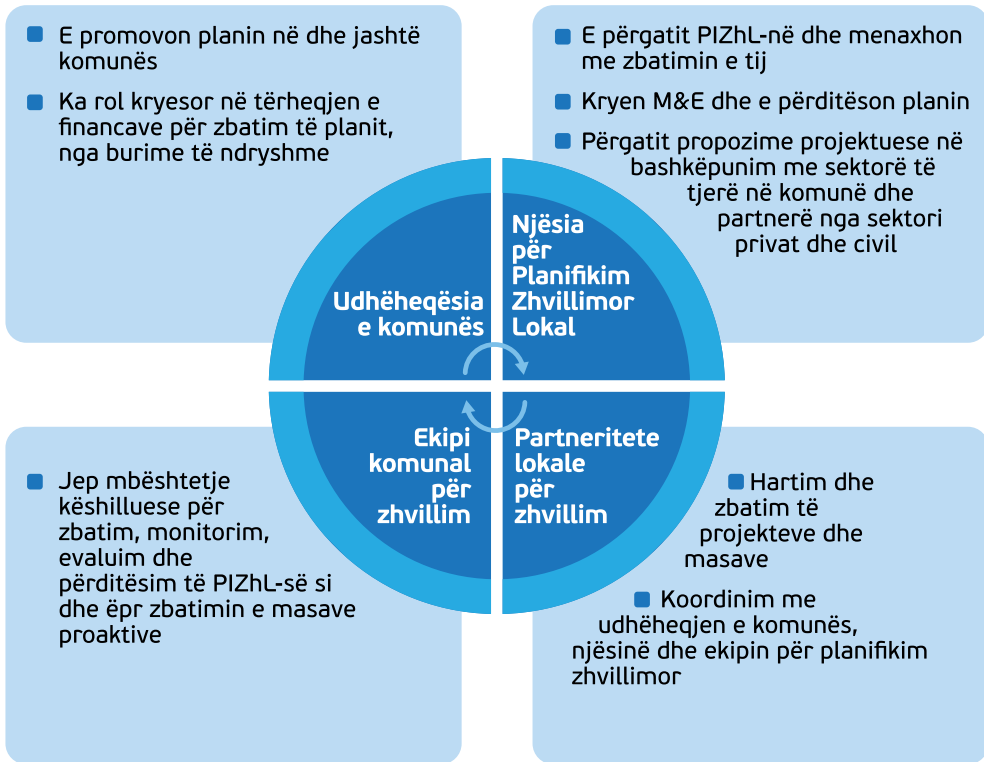 E promovon planin në dhe jashtë
komunës
Ka rol kryesor në tërheqjen e
financave për zbatim të planit,
nga burime të ndryshme
E përgatit PIZhL-në dhe menaxhon
me zbatimin e tij
Kryen M&E dhe e përditëson planin
Përgatit propozime projektuese në
bashkëpunim me sektorë të
tjerë në komunë dhe
partnerë nga sektori
privat dhe civil
Udhëheqësia
e komunës
Njësia
për
Planifikim
Zhvillimor
Lokal
Ekipi
komunal
për
zhvillim
Partneritete
lokale
për
zhvillim
Jep mbështetje
këshilluese për
zbatim, monitorim,
evaluim dhe
përditësim të PIZhL-së si
dhe ëpr zbatimin e masave
proaktive
Hartim dhe
zbatim të
projekteve dhe
masave
Koordinim me
udhëheqjen e komunës,
njësinë dhe ekipin për planifikim
zhvillimor